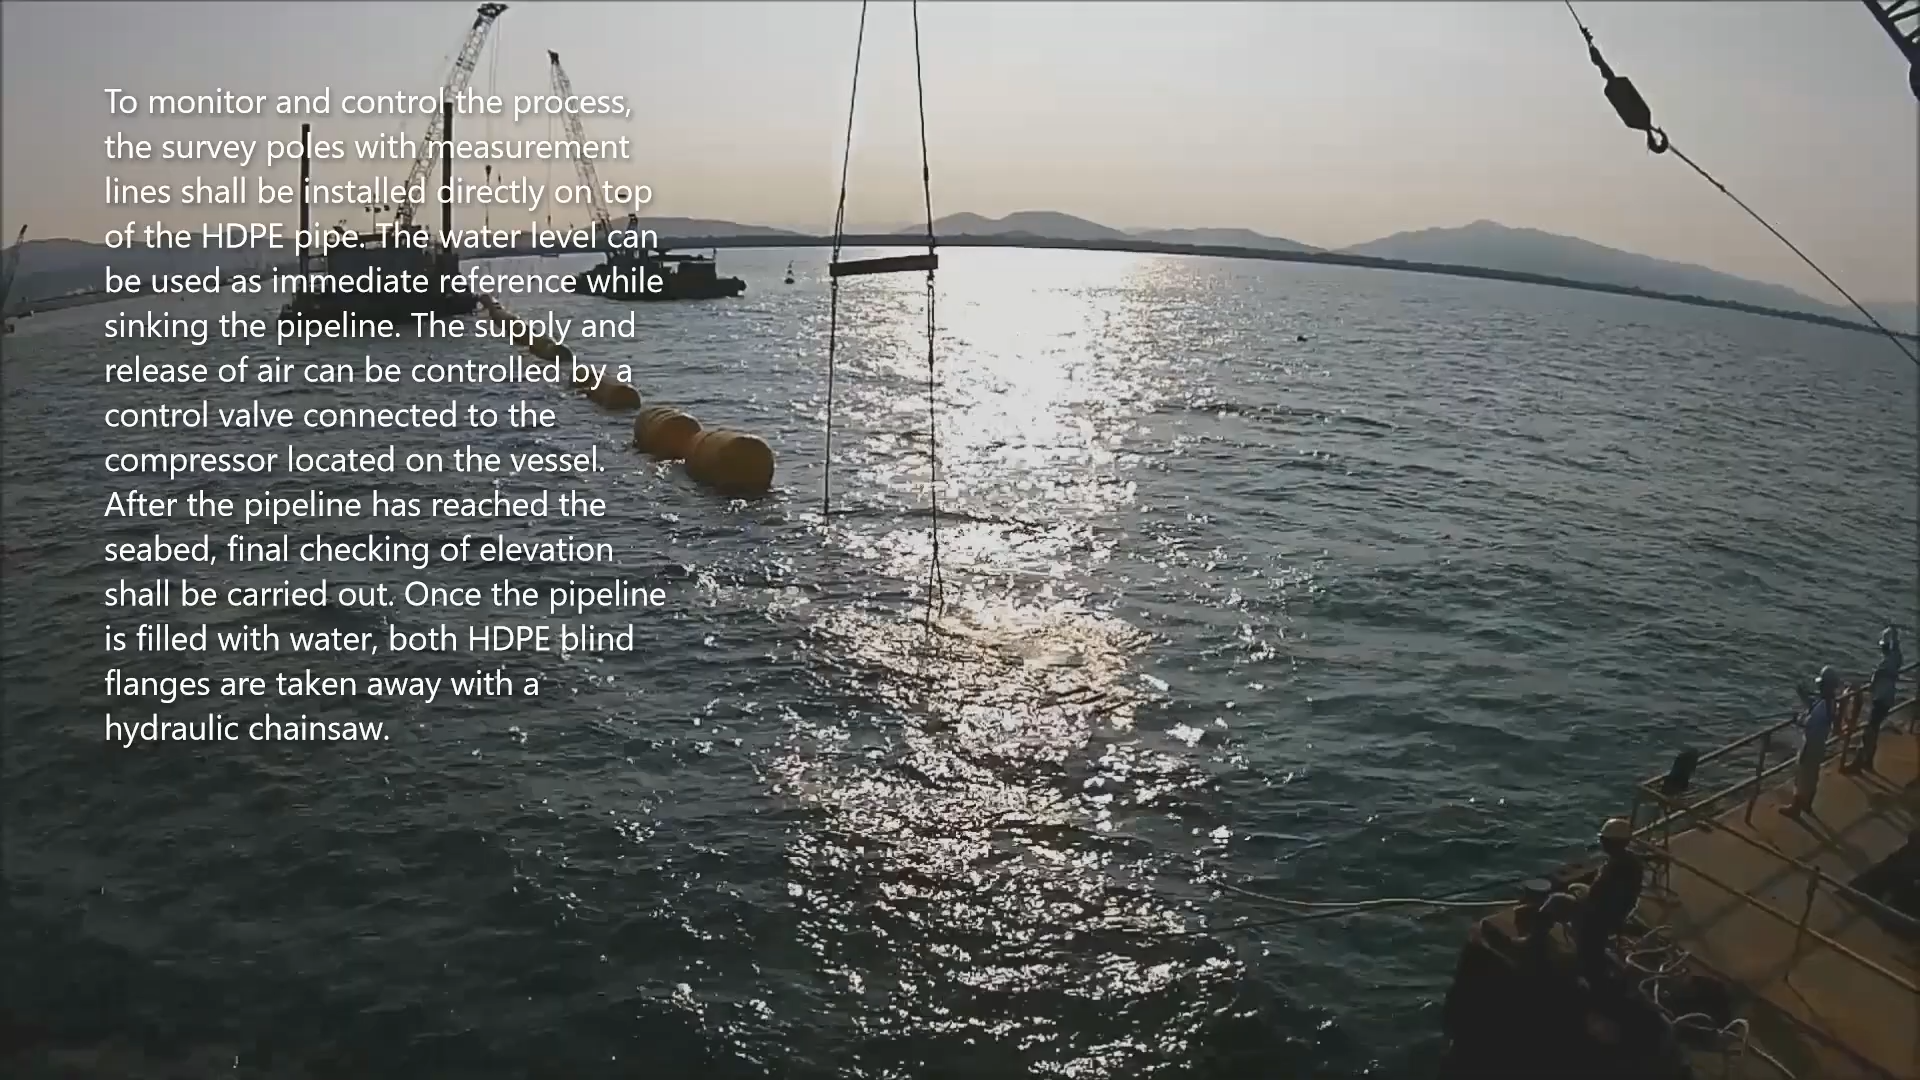 To monitor and control the process,
the survey poles with measurement
lines shall be installed directly on top
of the HDPE pipe. The water level can
be used as immediate reference while
sinking the pipeline. The supply and
release of air can be controlled by a
control valve connected to the
compressor located on the vessel.
After the pipeline has reached the
seabed, final checking of elevation
shall be carried out. Once the pipeline
is filled with water, both HDPE blind
flanges are taken away with a
hydraulic chainsaw.